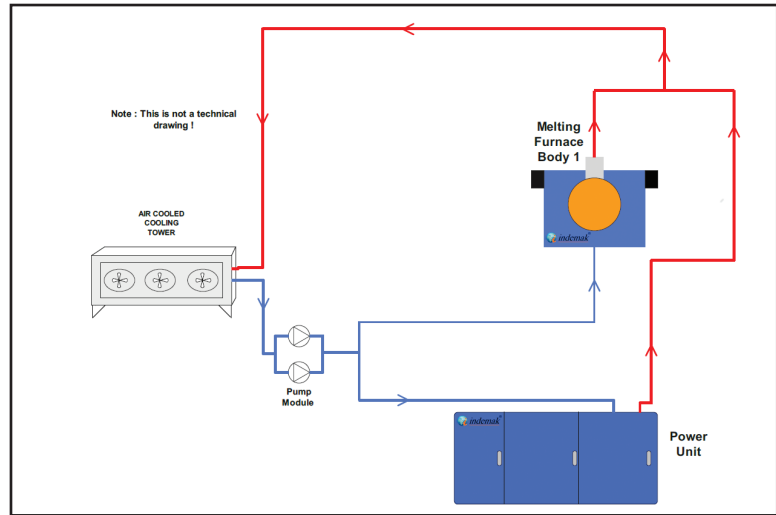 Note : This is not a technical
drawing !
Melting
Furnace
Body 1
indemak
AIR COOLED
COOLING
TOWER
Pump
Module
indemak
Power
Unit